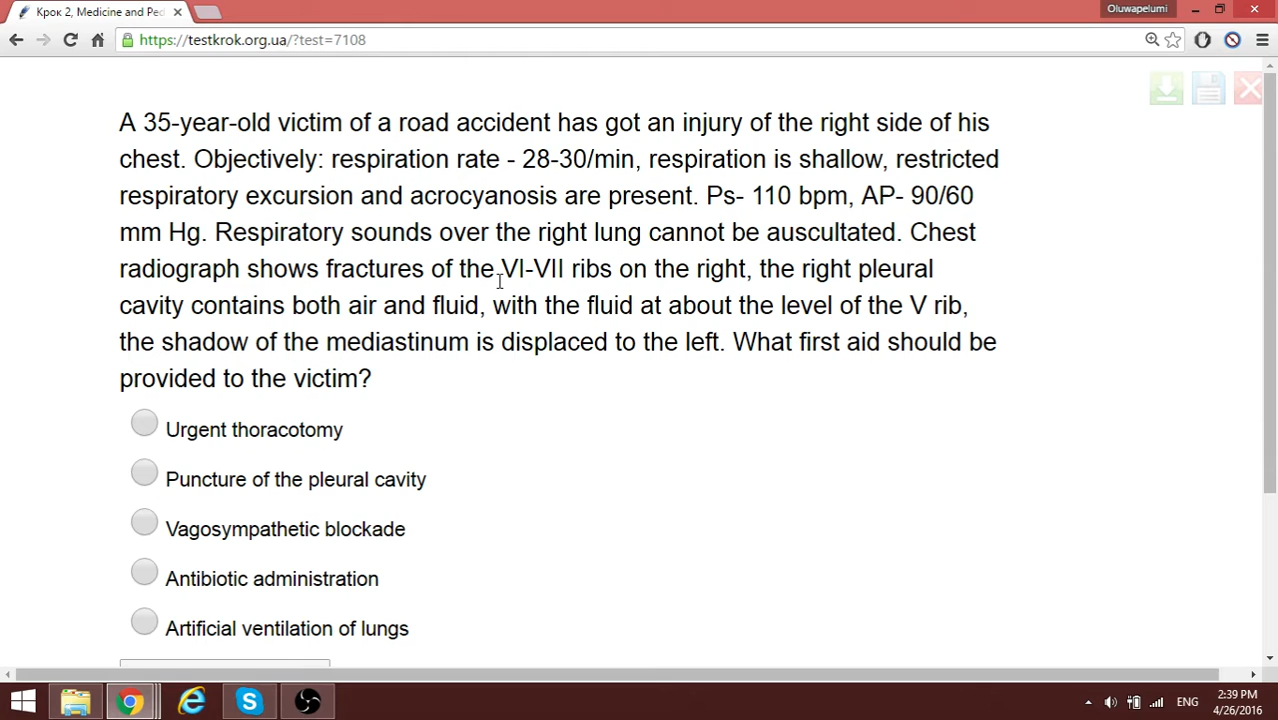 Крок 2, Medicine and Ped
Oluwapelumi
https://testkrok.org.ua/?test=7108
A 35-year-old victim of a road accident has got an injury of the right side of his
chest. Objectively: respiration rate - 28-30/min, respiration is shallow, restricted
respiratory excursion and acrocyanosis are present. Ps- 110 bpm, AP- 90/60
mm Hg. Respiratory sounds over the right lung cannot be auscultated. Chest
radiograph shows fractures of the VI-VII ribs on the right, the right pleural
cavity contains both air and fluid, with the fluid at about the level of the V rib,
the shadow of the mediastinum is displaced to the left. What first aid should be
provided to the victim?
Urgent thoracotomy
Puncture of the pleural cavity
Vagosympathetic blockade
Antibiotic administration
Artificial ventilation of lungs
ENG
2:39 PM
4/26/2016